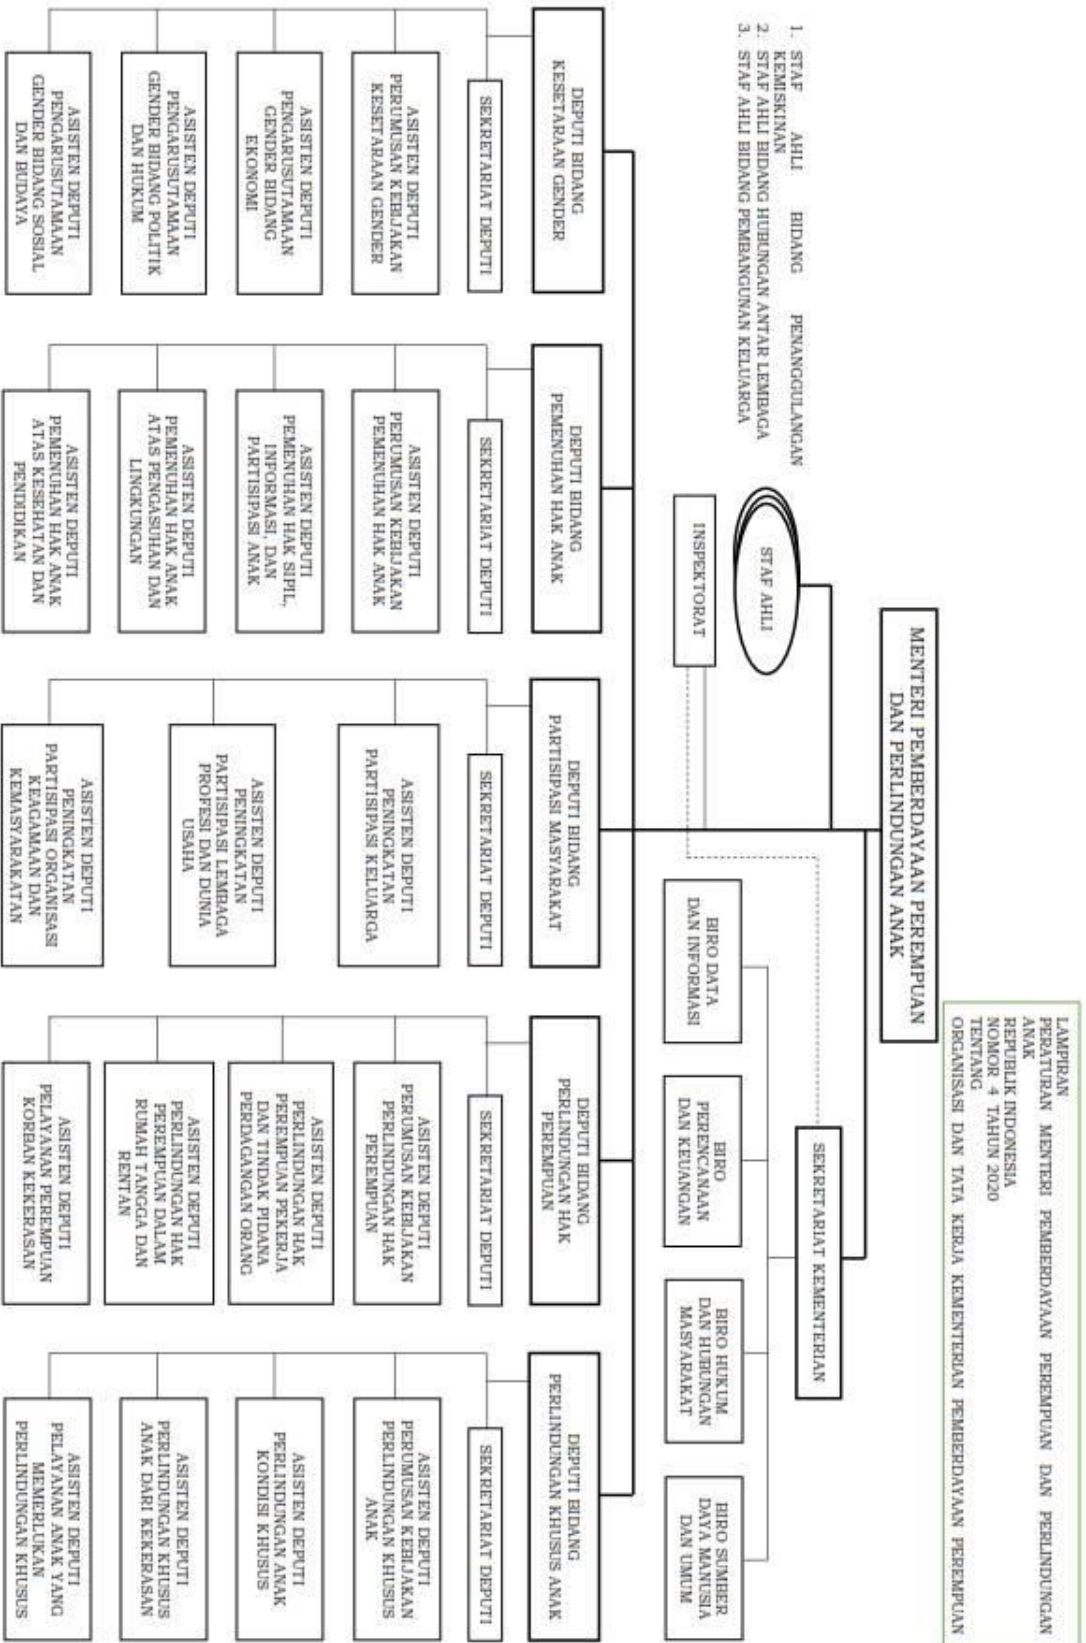 LAMPIRAN
PERATURAN MENTERI PEMBERDAYAAN PEREMPUAN DAN PERLINDUNGAN
ANAK
REPUBLIK INDONESIA
NOMOR 4 TAHUN 2020
TENTANG
ORGANISASI DAN TATA KERJA KEMENTERIAN PEMBERDAYAAN PEREMPUAN
MENTERI PEMBERDAYAAN PEREMPUAN
DAN PERLINDUNGAN ANAK
1. STAF AHLI BIDANG PENANGGULANGAN
KEMISKINAN
2. STAF AHLI BIDANG HUBUNGAN ANTAR LEMBAGA
3. STAF AHLI BIDANG PEMBANGUNAN KELUARGA
STAF AHLI
SEKRETARIAT KEMENTERIAN
INSPEKTORAT
BIRO DATA
DAN INFORMASI
BIRO
PERENCANAAN
DAN KEUANGAN
BIRO HUKUM
DAN HUBUNGAN
MASYARAKAT
BIRO SUMBER
DAYA MANUSIA
DAN UMUM
DEPUTI BIDANG
KESETARAAN GENDER
SEKRETARIAT DEPUTI
ASISTEN DEPUTI
PERUMUSAN KEBIJAKAN
KESETARAAN GENDER
ASISTEN DEPUTI
PENGARUSUTAMAAN
GENDER BIDANG
EKONOMI
ASISTEN DEPUTI
PENGARUSUTAMAAN
GENDER BIDANG POLITIK
DAN HUKUM
ASISTEN DEPUTI
PENGARUSUTAMAAN
GENDER BIDANG SOSIAL
DAN BUDAYA
DEPUTI BIDANG
PEMENUHAN HAK ANAK
SEKRETARIAT DEPUTI
ASISTEN DEPUTI
PERUMUSAN KEBIJAKAN
PEMENUHAN HAK ANAK
ASISTEN DEPUTI
PEMENUHAN HAK SIPIL,
INFORMASI, DAN
PARTISIPASI ANAK
ASISTEN DEPUTI
PEMENUHAN HAK ANAK
ATAS PENGASUHAN DAN
LINGKUNGAN
ASISTEN DEPUTI
PEMENUHAN HAK ANAK
ATAS KESEHATAN DAN
PENDIDIKAN
DEPUTI BIDANG
PARTISIPASI MASYARAKAT
SEKRETARIAT DEPUTI
ASISTEN DEPUTI
PENINGKATAN
PARTISIPASI KELUARGA
ASISTEN DEPUTI
PENINGKATAN
PARTISIPASI LEMBAGA
PROFESI DAN DUNIA
USAHA
ASISTEN DEPUTI
PENINGKATAN
PARTISIPASI ORGANISASI
KEAGAMAAN DAN
KEMASYARAKATAN
DEPUTI BIDANG
PERLINDUNGAN HAK
PEREMPUAN
SEKRETARIAT DEPUTI
ASISTEN DEPUTI
PERUMUSAN KEBIJAKAN
PERLINDUNGAN HAK
PEREMPUAN
ASISTEN DEPUTI
PERLINDUNGAN HAK
PEREMPUAN PEKERJA
DAN TINDAK PIDANA
PERDAGANGAN ORANG
ASISTEN DEPUTI
PERLINDUNGAN HAK
PEREMPUAN DALAM
RUMAH TANGGA DAN
RENTAN
ASISTEN DEPUTI
PELAYANAN PEREMPUAN
KORBAN KEKERASAN
DEPUTI BIDANG
PERLINDUNGAN KHUSUS ANAK
SEKRETARIAT DEPUTI
ASISTEN DEPUTI
PERUMUSAN KEBIJAKAN
PERLINDUNGAN KHUSUS
ANAK
ASISTEN DEPUTI
PERLINDUNGAN ANAK
KONDISI KHUSUS
ASISTEN DEPUTI
PERLINDUNGAN KHUSUS
ANAK DARI KEKERASAN
ASISTEN DEPUTI
PELAYANAN ANAK YANG
MEMERLUKAN
PERLINDUNGAN KHUSUS